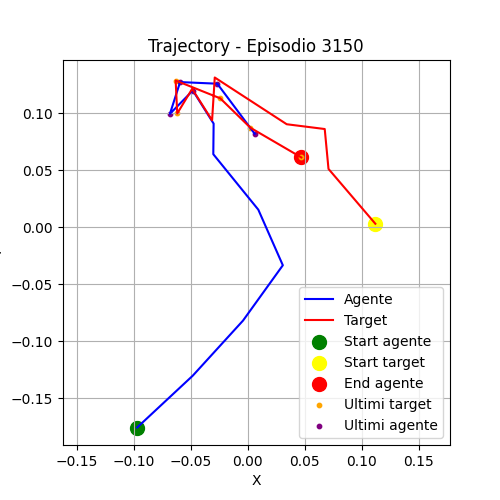 Trajectory - Episodio 3150
0.10
0.05
0.00
−0.05
−0.10
−0.15
−0.15
−0.10
−0.05
0.00
0.05
0.10
0.15
X
Agente
Target
Start agente
Start target
End agente
Ultimi target
Ultimi agente